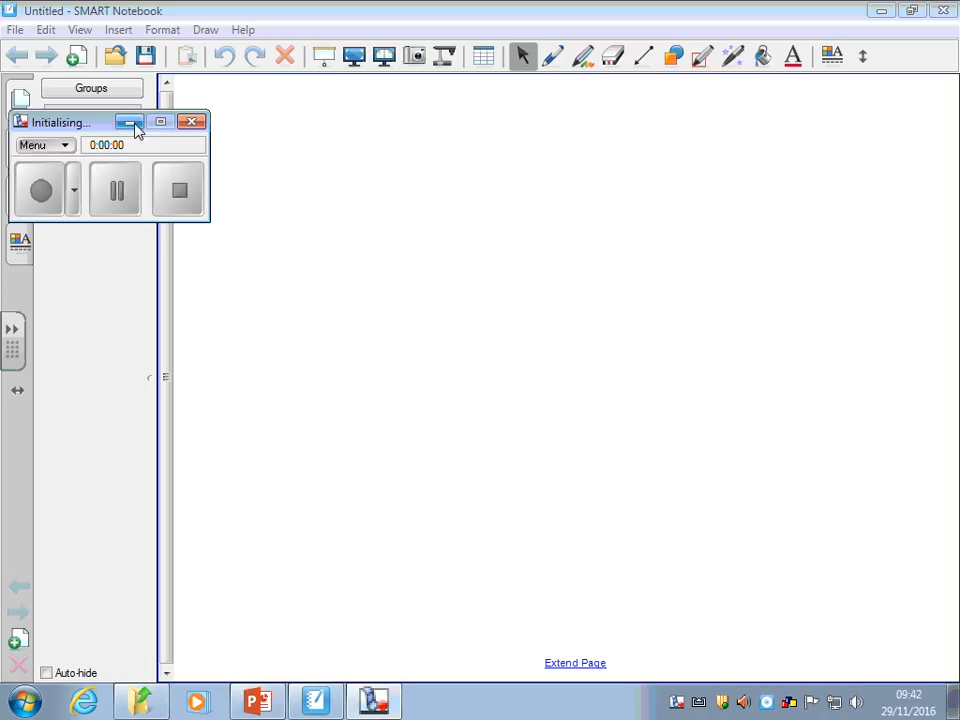 Untitled - SMART Notebook
File Edit View Insert Format Draw Help
Groups
Initialising...
Menu 0:00:00
Extend Page
Auto-hide
09:42
29/11/2016